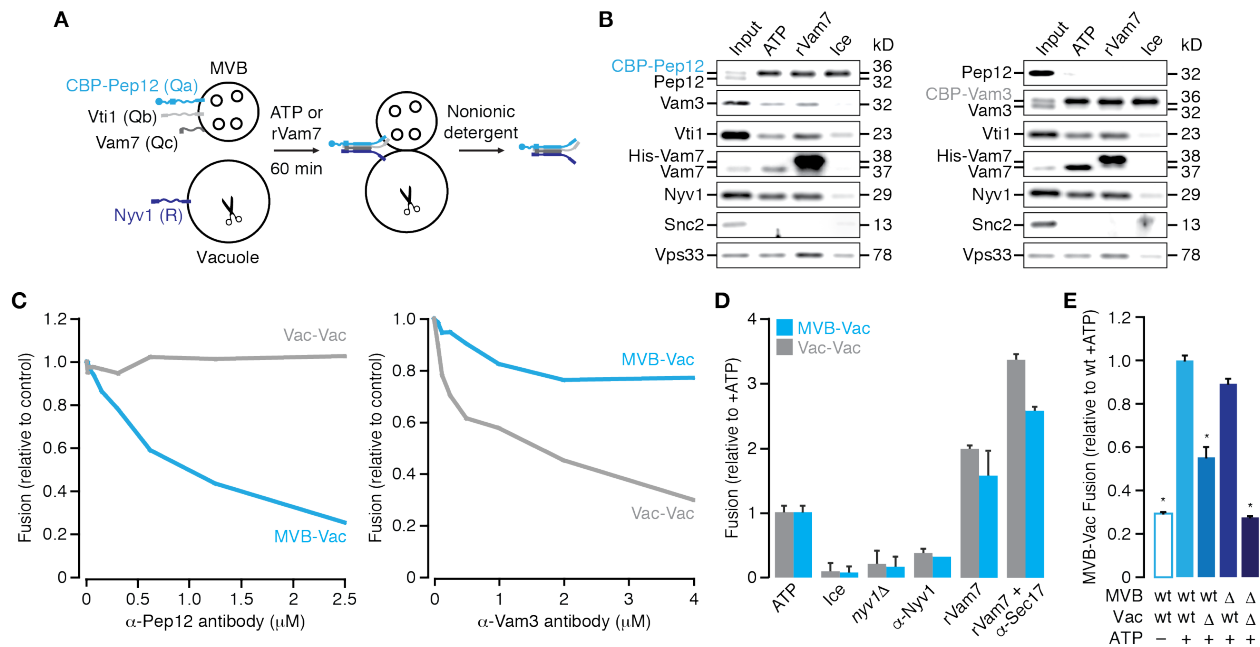 A
MVB
CBP-Pep12 (Qa)
Vti1 (Qb)
Vam7 (Qc)
Nyv1 (R)
Vacuole
ATP or
rVam7
60 min
Nonionic
detergent
B
Input ATP rVam7 Ice kD
CBP-Pep12 36
Pep12 32
Vam3 32
Vti1 23
His-Vam7 38
Vam7 37
Nyv1 29
Snc2 13
Vps33 78
Input ATP rVam7 Ice kD
Pep12 32
CBP-Vam3 36
Vam3 32
Vti1 23
His-Vam7 38
Vam7 37
Nyv1 29
Snc2 13
Vps33 78
C
Fusion (relative to control)
1.2
1.0
0.8
0.6
0.4
0.2
0
Vac-Vac
MVB-Vac
0 0.5 1.0 1.5 2.0 2.5
α-Pep12 antibody (μM)
Fusion (relative to control)
1.0
0.8
0.6
0.4
0.2
0
MVB-Vac
Vac-Vac
0 1 2 3 4
α-Vam3 antibody (μM)
D
Fusion (relative to +ATP)
4
3
2
1
0
MVB-Vac
Vac-Vac
ATP
Ice
nyv1Δ
α-Nyv1
rVam7
rVam7 +
α-Sec17
E
MVB-Vac Fusion (relative to wt +ATP)
1.2
1.0
0.8
0.6
0.4
0.2
0
* * *
MVB wt wt wt Δ Δ
Vac wt wt Δ wt Δ
ATP – + + + +